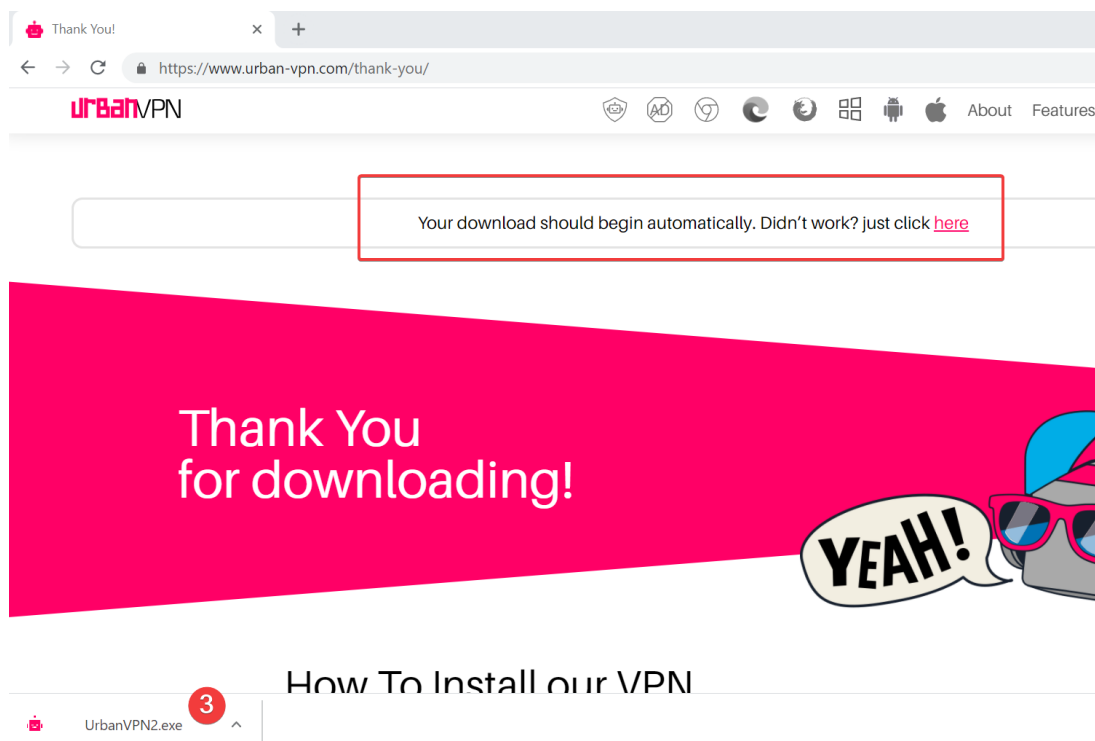 Thank You!
https://www.urban-vpn.com/thank-you/
urBanVPN
AD
About Features
Your download should begin automatically. Didn’t work? just click here
Thank You
for downloading!
YEAH!
How To Install our VPN
3
UrbanVPN2.exe